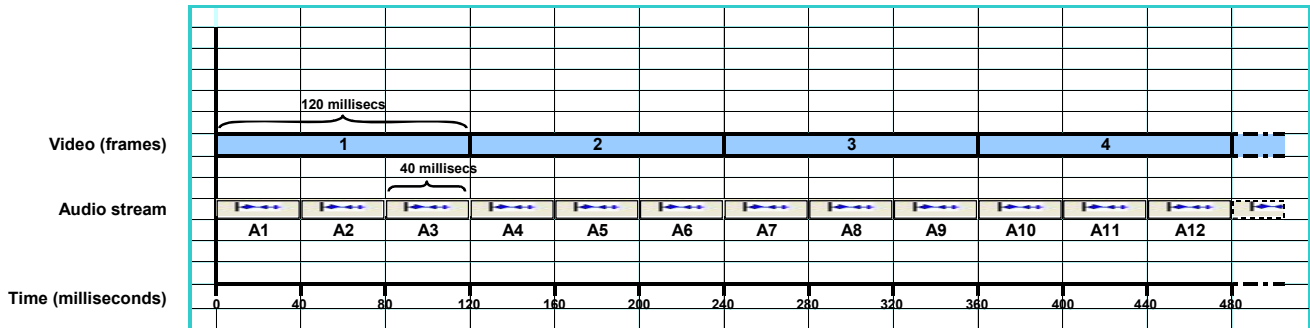 120 millisecs
Video (frames) 1 2 3 4
40 millisecs
Audio stream
A1 A2 A3 A4 A5 A6 A7 A8 A9 A10 A11 A12
Time (milliseconds)
0 40 80 120 160 200 240 280 320 360 400 440 480